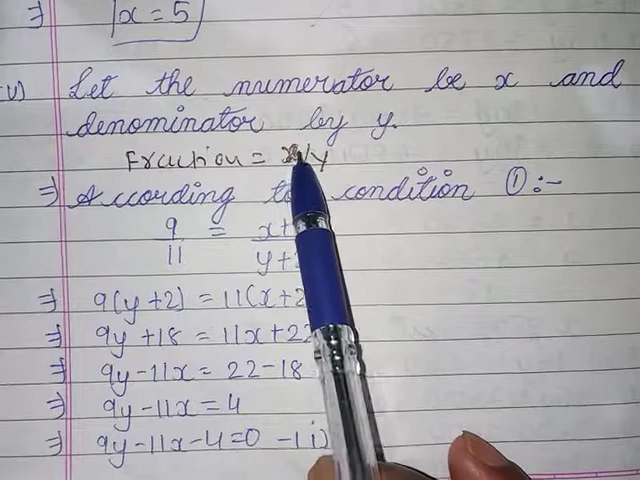 ⇒ x = 5
v) Let the numerator be x and
denominator by y.
Fraction = x/y
⇒ According to condition ①:-
9/11 = x+ / y+
⇒ 9(y+2) = 11(x+2
⇒ 9y+18 = 11x+22
⇒ 9y-11x = 22-18
⇒ 9y-11x = 4
⇒ 9y-11x-4=0 -(i)